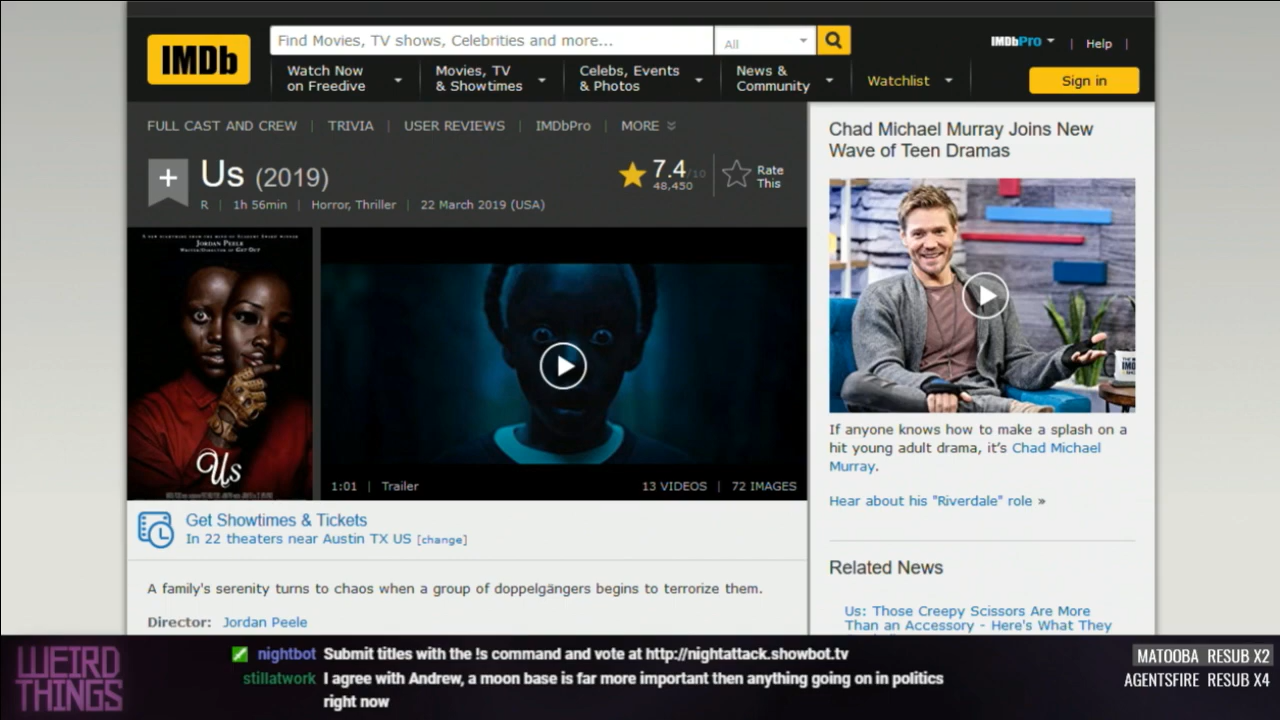 IMDb
Find Movies, TV shows, Celebrities and more...
All
IMDbPro
|
Help
|
Watch Now
on Freedive
Movies, TV
& Showtimes
Celebs, Events
& Photos
News &
Community
Watchlist
Sign in
FULL CAST AND CREW | TRIVIA | USER REVIEWS | IMDbPro | MORE
+
Us (2019)
7.4/10
48,450
Rate
This
R | 1h 56min | Horror, Thriller | 22 March 2019 (USA)
JORDAN PEELE
WRITER/DIRECTOR OF GET OUT
Us
1:01 | Trailer
13 VIDEOS | 72 IMAGES
Get Showtimes & Tickets
In 22 theaters near Austin TX US [change]
A family's serenity turns to chaos when a group of doppelgängers begins to terrorize them.
Director: Jordan Peele
Chad Michael Murray Joins New
Wave of Teen Dramas
If anyone knows how to make a splash on a
hit young adult drama, it's Chad Michael
Murray.
Hear about his "Riverdale" role »
Related News
Us: Those Creepy Scissors Are More
Than an Accessory - Here's What They
WEIRD
THINGS
nightbot Submit titles with the !s command and vote at http://nightattack.showbot.tv
stillatwork I agree with Andrew, a moon base is far more important then anything going on in politics
right now
MATOOBA RESUB X2
AGENTSFIRE RESUB X4